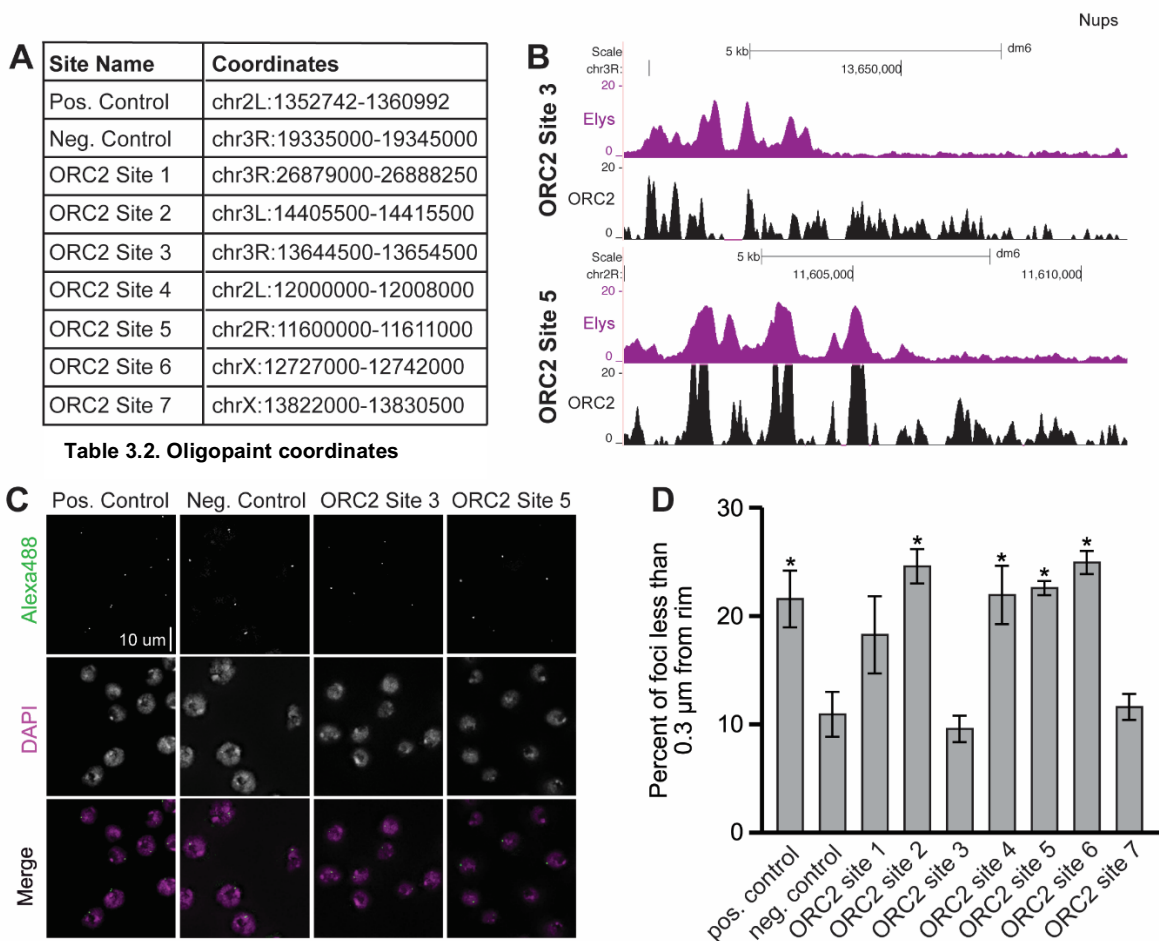 Nups
A
Site Name Coordinates
Pos. Control chr2L:1352742-1360992
Neg. Control chr3R:19335000-19345000
ORC2 Site 1 chr3R:26879000-26888250
ORC2 Site 2 chr3L:14405500-14415500
ORC2 Site 3 chr3R:13644500-13654500
ORC2 Site 4 chr2L:12000000-12008000
ORC2 Site 5 chr2R:11600000-11611000
ORC2 Site 6 chrX:12727000-12742000
ORC2 Site 7 chrX:13822000-13830500
Table 3.2. Oligopaint coordinates
B
ORC2 Site 3
Scale 5 kb dm6
chr3R: 13,650,000
20
Elys
0
20
ORC2
0
ORC2 Site 5
Scale 5 kb dm6
chr2R: 11,605,000 11,610,000
20
Elys
0
20
ORC2
0
C
Pos. Control Neg. Control ORC2 Site 3 ORC2 Site 5
Alexa488
10 um
DAPI
Merge
D
Percent of foci less than
0.3 µm from rim
30
20
10
0
* * * * *
pos. control
neg. control
ORC2 site 1
ORC2 site 2
ORC2 site 3
ORC2 site 4
ORC2 site 5
ORC2 site 6
ORC2 site 7